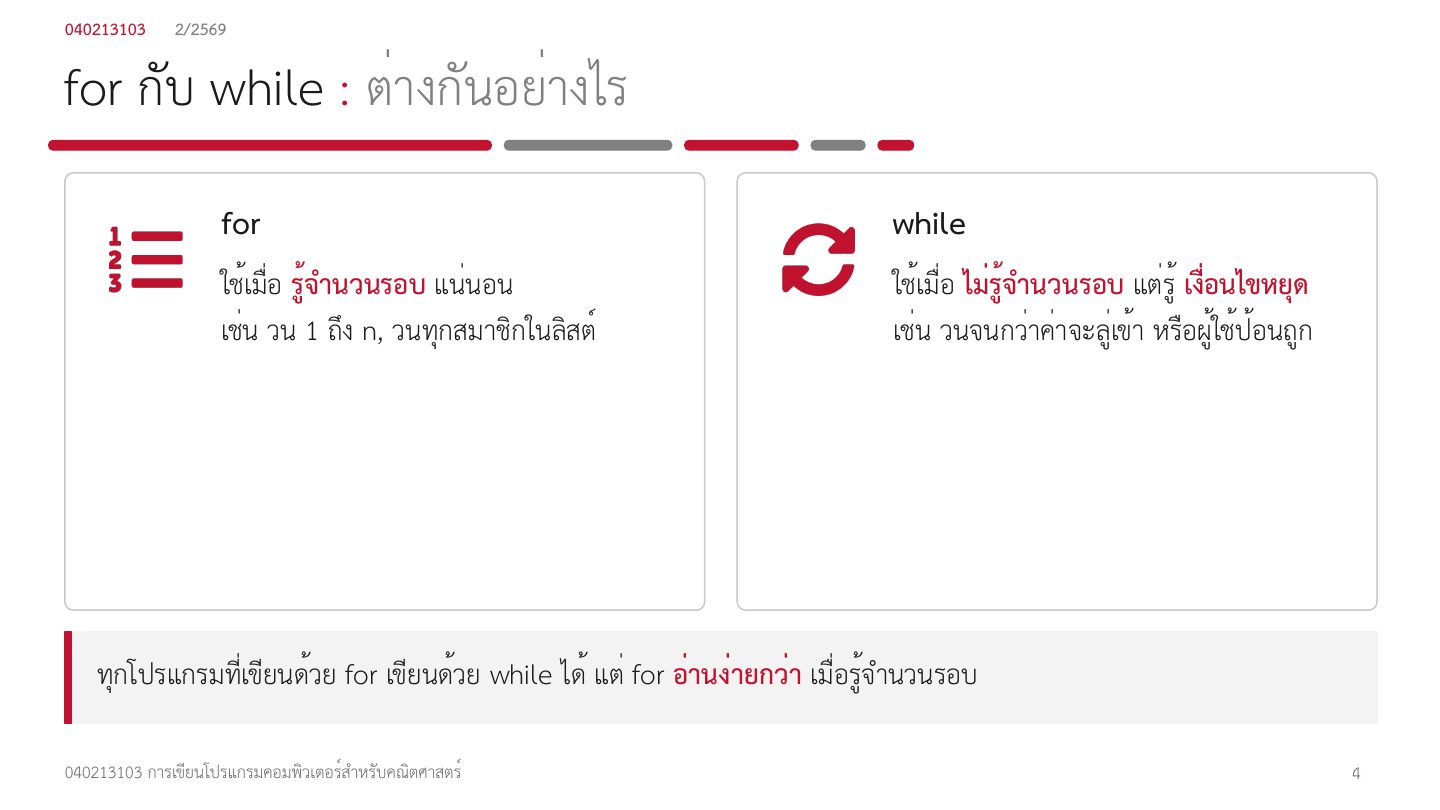 040213103 2/2569
for กับ while : ต่างกันอย่างไร
for
ใช้เมื่อ รู้จำนวนรอบ แน่นอน
เช่น วน 1 ถึง n, วนทุกสมาชิกในลิสต์
while
ใช้เมื่อ ไม่รู้จำนวนรอบ แต่รู้ เงื่อนไขหยุด
เช่น วนจนกว่าค่าจะลู่เข้า หรือผู้ใช้ป้อนถูก
ทุกโปรแกรมที่เขียนด้วย for เขียนด้วย while ได้ แต่ for อ่านง่ายกว่า เมื่อรู้จำนวนรอบ
040213103 การเขียนโปรแกรมคอมพิวเตอร์สำหรับคณิตศาสตร์ 4